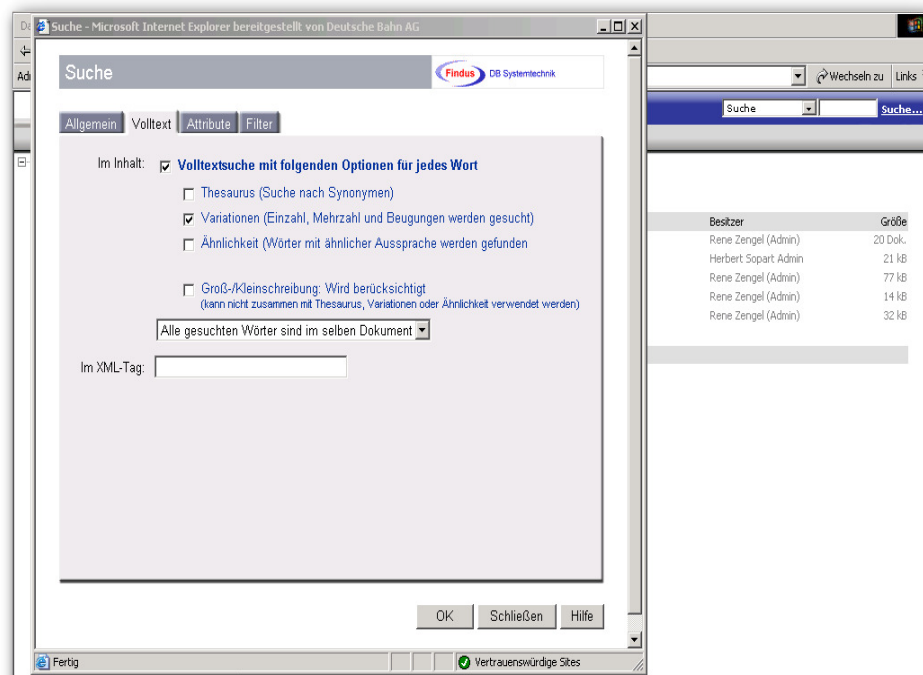 Suche - Microsoft Internet Explorer bereitgestellt von Deutsche Bahn AG
Suche
Findus DB Systemtechnik
Allgemein Volltext Attribute Filter
Im Inhalt: Volltextsuche mit folgenden Optionen für jedes Wort
Thesaurus (Suche nach Synonymen)
Variationen (Einzahl, Mehrzahl und Beugungen werden gesucht)
Ähnlichkeit (Wörter mit ähnlicher Aussprache werden gefunden
Groß-/Kleinschreibung: Wird berücksichtigt
(kann nicht zusammen mit Thesaurus, Variationen oder Ähnlichkeit verwendet werden)
Alle gesuchten Wörter sind im selben Dokument
Im XML-Tag:
OK Schließen Hilfe
Fertig Vertrauenswürdige Sites
Wechseln zu Links
Suche Suche...
Besitzer Größe
Rene Zengel (Admin) 20 Dok.
Herbert Sopart Admin 21 kB
Rene Zengel (Admin) 77 kB
Rene Zengel (Admin) 14 kB
Rene Zengel (Admin) 32 kB